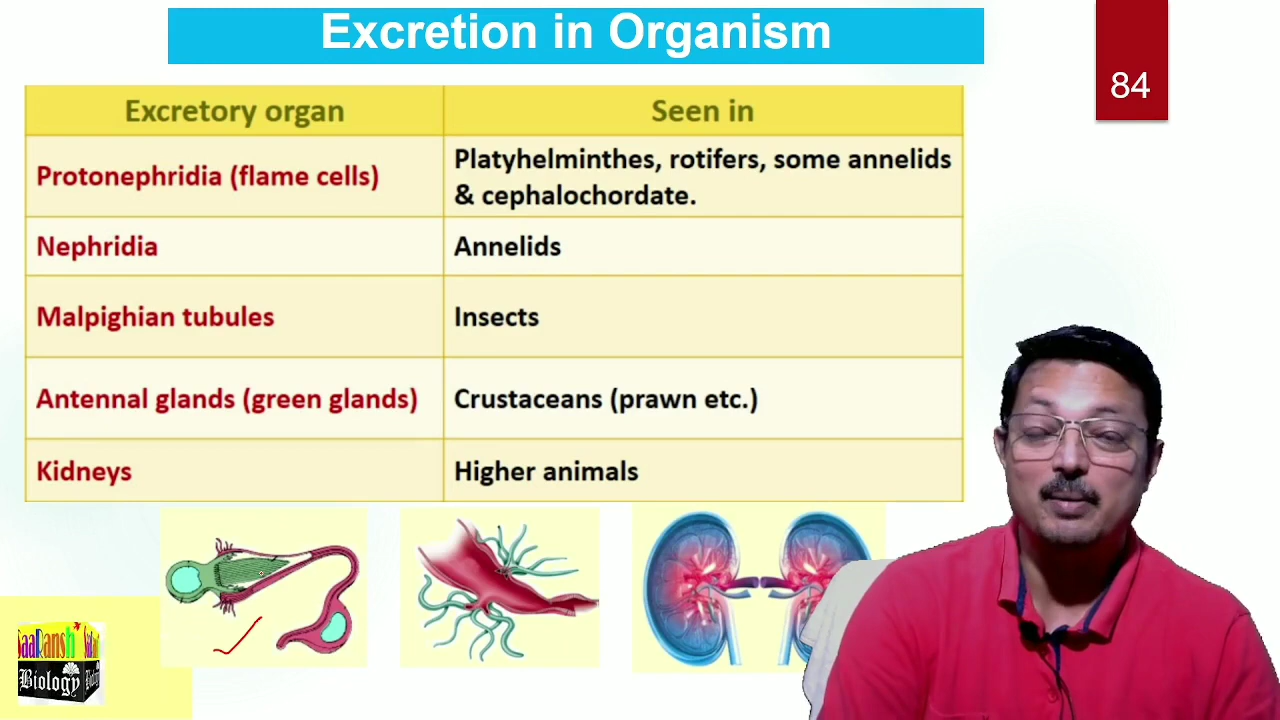 Excretion in Organism
84
Excretory organ
Seen in
Protonephridia (flame cells)
Platyhelminthes, rotifers, some annelids
& cephalochordate.
Nephridia
Annelids
Malpighian tubules
Insects
Antennal glands (green glands)
Crustaceans (prawn etc.)
Kidneys
Higher animals
SaaRansh
Biology